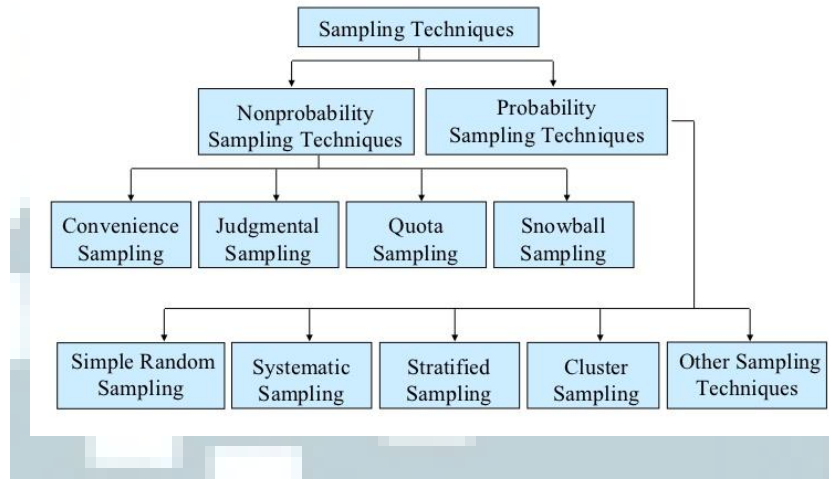 Sampling Techniques
Nonprobability
Sampling Techniques
Probability
Sampling Techniques
Convenience
Sampling
Judgmental
Sampling
Quota
Sampling
Snowball
Sampling
Simple Random
Sampling
Systematic
Sampling
Stratified
Sampling
Cluster
Sampling
Other Sampling
Techniques